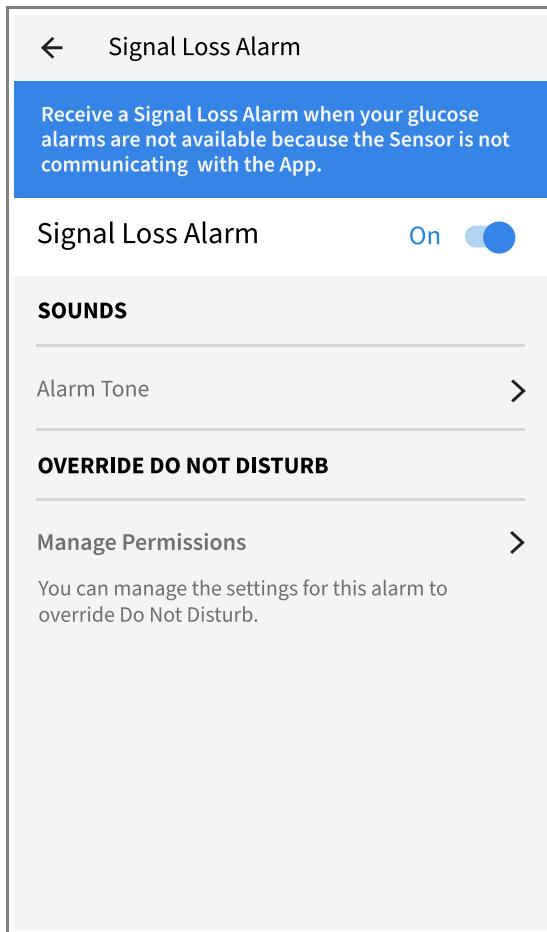 Signal Loss Alarm
Receive a Signal Loss Alarm when your glucose
alarms are not available because the Sensor is not
communicating with the App.
Signal Loss Alarm On
SOUNDS
Alarm Tone
OVERRIDE DO NOT DISTURB
Manage Permissions
You can manage the settings for this alarm to
override Do Not Disturb.